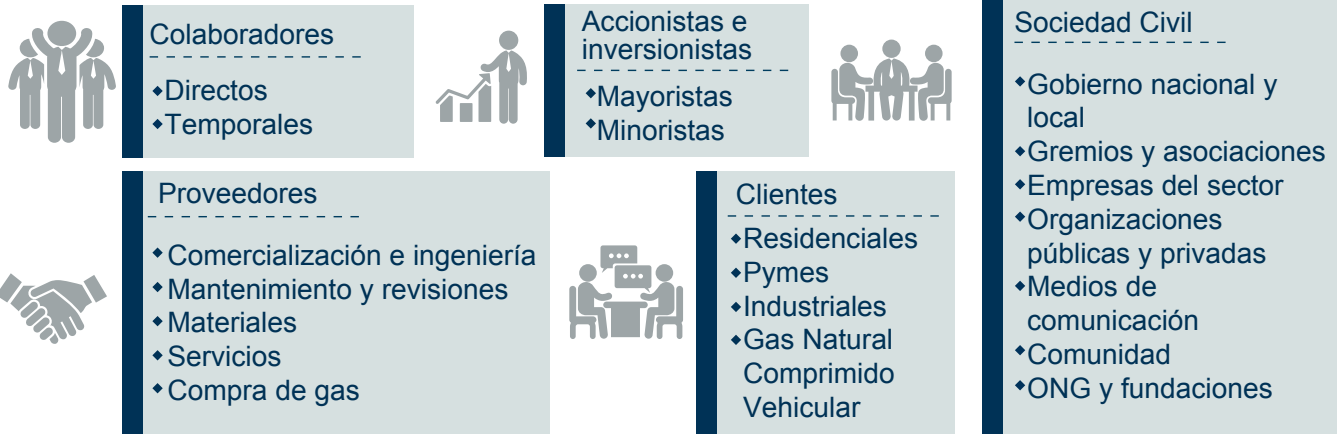 Colaboradores
Directos
Temporales
Accionistas e
inversionistas
Mayoristas
Minoristas
Sociedad Civil
Gobierno nacional y
local
Gremios y asociaciones
Empresas del sector
Organizaciones
públicas y privadas
Medios de
comunicación
Comunidad
ONG y fundaciones
Proveedores
Comercialización e ingeniería
Mantenimiento y revisiones
Materiales
Servicios
Compra de gas
Clientes
Residenciales
Pymes
Industriales
Gas Natural
Comprimido
Vehicular